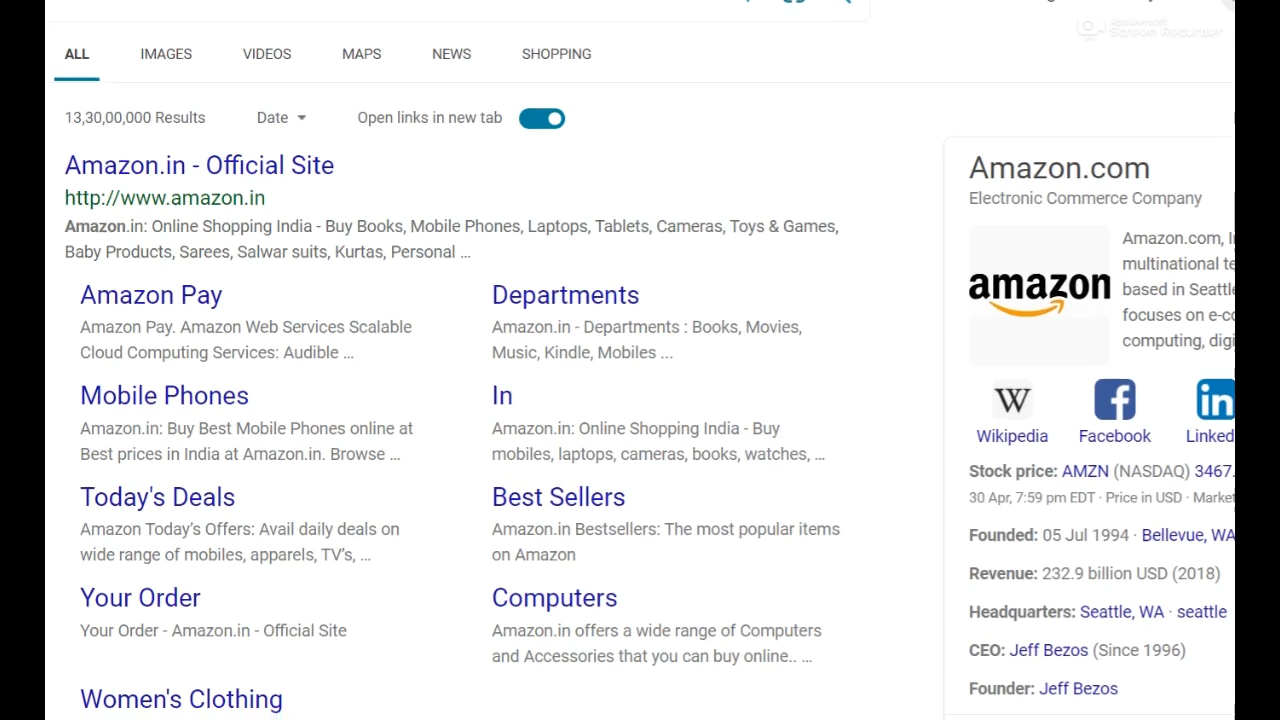 Apowersoft
Screen Recorder
ALL IMAGES VIDEOS MAPS NEWS SHOPPING
13,30,00,000 Results Date Open links in new tab
Amazon.in - Official Site
http://www.amazon.in
Amazon.in: Online Shopping India - Buy Books, Mobile Phones, Laptops, Tablets, Cameras, Toys & Games,
Baby Products, Sarees, Salwar suits, Kurtas, Personal ...
Amazon Pay
Amazon Pay. Amazon Web Services Scalable
Cloud Computing Services: Audible ...
Departments
Amazon.in - Departments : Books, Movies,
Music, Kindle, Mobiles ...
Mobile Phones
Amazon.in: Buy Best Mobile Phones online at
Best prices in India at Amazon.in. Browse ...
In
Amazon.in: Online Shopping India - Buy
mobiles, laptops, cameras, books, watches, ...
Today's Deals
Amazon Today's Offers: Avail daily deals on
wide range of mobiles, apparels, TV's, ...
Best Sellers
Amazon.in Bestsellers: The most popular items
on Amazon
Your Order
Your Order - Amazon.in - Official Site
Computers
Amazon.in offers a wide range of Computers
and Accessories that you can buy online.. ...
Women's Clothing
Amazon.com
Electronic Commerce Company
amazon
Amazon.com, I
multinational te
based in Seattl
focuses on e-c
computing, digi
Wikipedia Facebook Linked
Stock price: AMZN (NASDAQ) 3467.
30 Apr, 7:59 pm EDT · Price in USD · Market
Founded: 05 Jul 1994 · Bellevue, WA
Revenue: 232.9 billion USD (2018)
Headquarters: Seattle, WA · seattle
CEO: Jeff Bezos (Since 1996)
Founder: Jeff Bezos